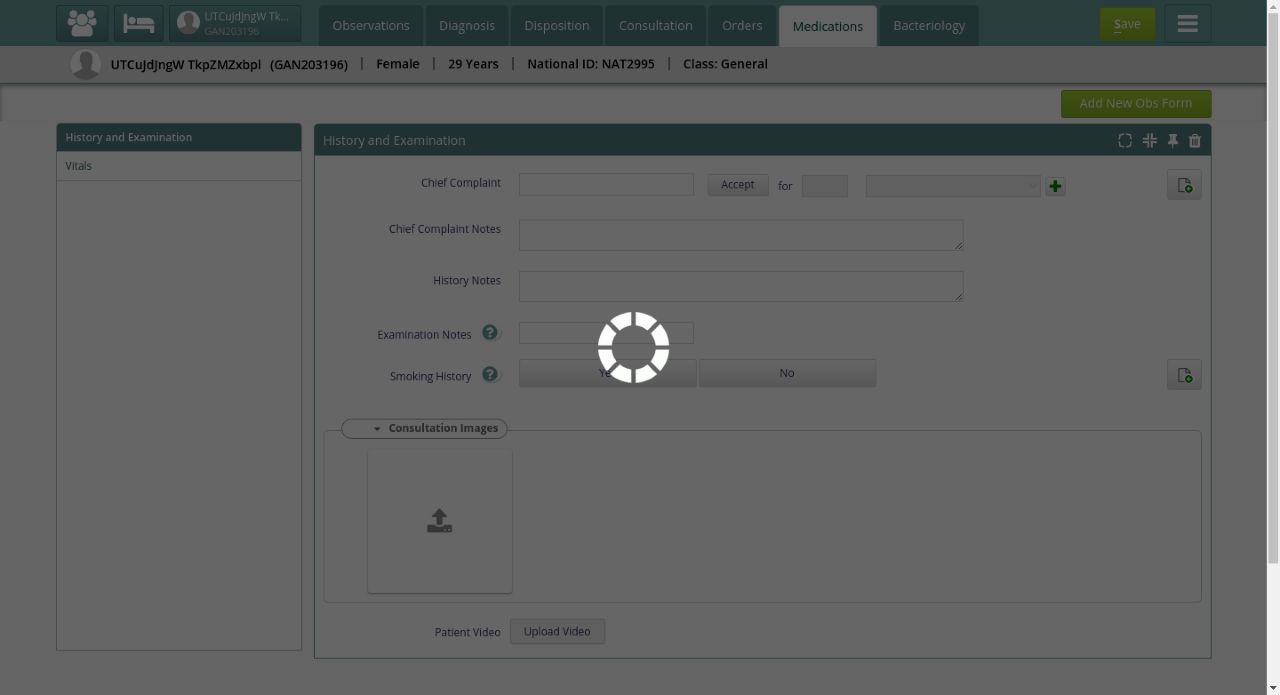 UTCuJdJngW Tk...
GAN203196
Observations
Diagnosis
Disposition
Consultation
Orders
Medications
Bacteriology
Save
UTCuJdJngW TkpZMZxbpl (GAN203196) | Female | 29 Years | National ID: NAT2995 | Class: General
Add New Obs Form
History and Examination
Vitals
History and Examination
Chief Complaint
Accept
for
Chief Complaint Notes
History Notes
Examination Notes
?
Smoking History
?
No
Consultation Images
Patient Video
Upload Video